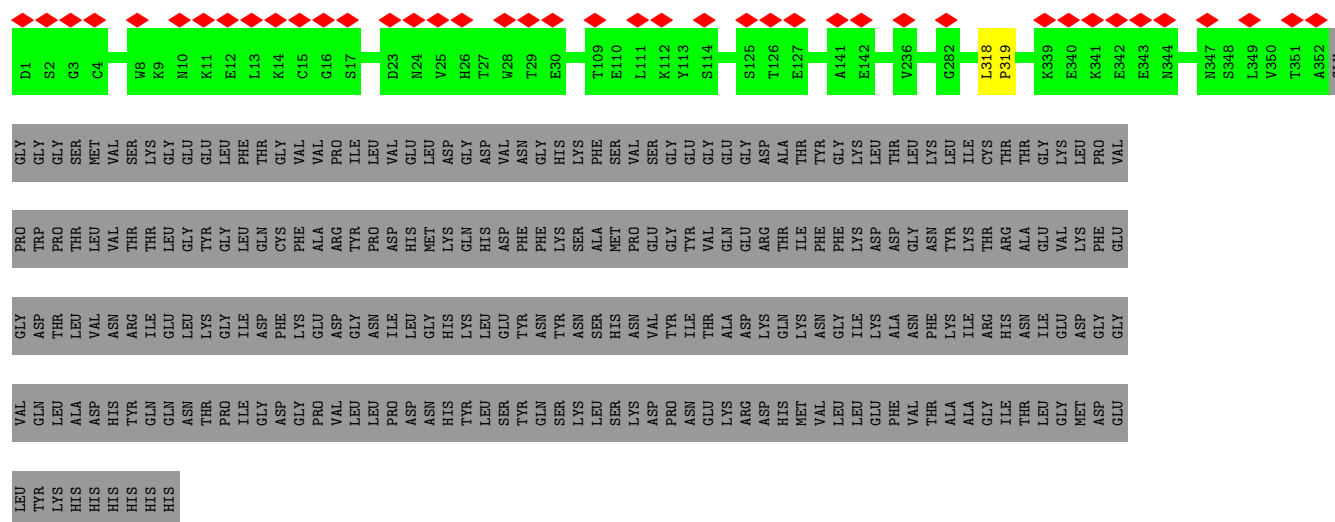 D1 S2 G3 C4 W8 K9 N10 K11 E12 L13 K14 C15 G16 S17 D23 N24 V25 H26 T27 W28 T29 E30 T109 E110 L111 K112 Y113 S114 S125 T126 E127 A141 E142 V236 G282 L318 P319 K339 E340 K341 E342 E343 N344 N347 S348 L349 V350 T351 A352
GLY GLY GLY SER MET VAL SER LYS GLY GLU GLU LEU PHE THR GLY VAL VAL PRO ILE LEU VAL GLU LEU ASP GLY ASP VAL ASN GLY HIS LYS PHE SER VAL SER GLY GLU GLY GLU GLY ASP ALA THR TYR GLY LYS LEU THR LEU LYS LEU ILE CYS THR THR GLY LYS LEU PRO VAL
PRO TRP PRO THR LEU VAL THR THR LEU GLY TYR GLY LEU GLN CYS PHE ALA ARG TYR PRO ASP HIS MET LYS GLN HIS ASP PHE PHE LYS SER ALA MET PRO GLU GLY TYR VAL GLN GLU ARG THR ILE PHE PHE LYS ASP ASP GLY ASN TYR LYS THR ARG ALA GLU VAL LYS PHE GLU
GLY ASP THR LEU VAL ASN ARG ILE GLU LEU LYS GLY ILE ASP PHE LYS GLU ASP GLY ASN ILE LEU GLY HIS LYS LEU GLU TYR ASN TYR ASN SER HIS ASN VAL TYR ILE THR ALA ASP LYS GLN LYS ASN GLY ILE LYS ALA ASN PHE LYS ILE ARG HIS ASN ILE GLU ASP GLY GLY
VAL GLN LEU ALA ASP HIS TYR GLN GLN ASN THR PRO ILE GLY ASP GLY PRO VAL LEU LEU PRO ASP ASN HIS TYR LEU SER TYR GLN SER LYS LEU SER LYS ASP PRO ASN GLU LYS ARG ASP HIS MET VAL LEU LEU GLU PHE VAL THR ALA ALA GLY ILE THR LEU GLY MET ASP GLU
LEU TYR LYS HIS HIS HIS HIS HIS HIS